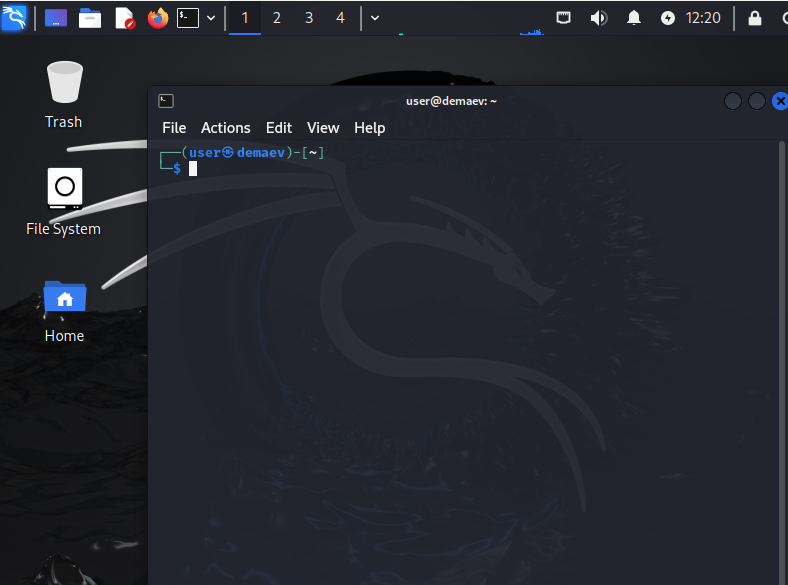 1 2 3 4 12:20
Trash
File System
Home
user@demaev: ~
File Actions Edit View Help
┌──(user㉿demaev)-[~]
└─$